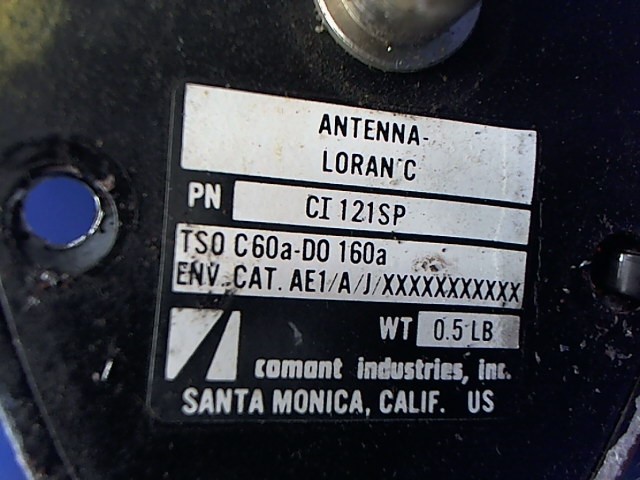 ANTENNA-
LORAN C
PN CI 121SP
TSO C60a-DO 160a
ENV. CAT. AE1/A/J/XXXXXXXXXXX
WT 0.5 LB
comant industries, inc.
SANTA MONICA, CALIF. US